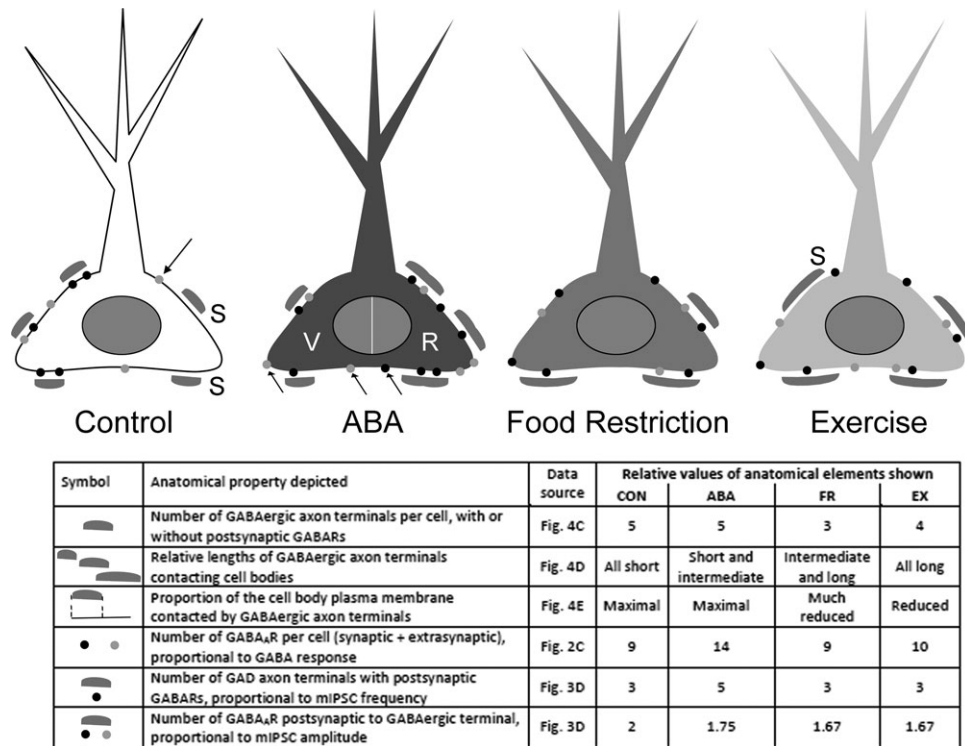 S
S
V
R
S
Control
ABA
Food Restriction
Exercise
Symbol
Anatomical property depicted
Data source
Relative values of anatomical elements shown
CON
ABA
FR
EX
Number of GABAergic axon terminals per cell, with or
without postsynaptic GABARs
Fig. 4C
5
5
3
4
Relative lengths of GABAergic axon terminals
contacting cell bodies
Fig. 4D
All short
Short and
intermediate
Intermediate
and long
All long
Proportion of the cell body plasma membrane
contacted by GABAergic axon terminals
Fig. 4E
Maximal
Maximal
Much
reduced
Reduced
Number of GABAAR per cell (synaptic + extrasynaptic),
proportional to GABA response
Fig. 2C
9
14
9
10
Number of GAD axon terminals with postsynaptic
GABARs, proportional to mIPSC frequency
Fig. 3D
3
5
3
3
Number of GABAAR postsynaptic to GABAergic terminal,
proportional to mIPSC amplitude
Fig. 3D
2
1.75
1.67
1.67